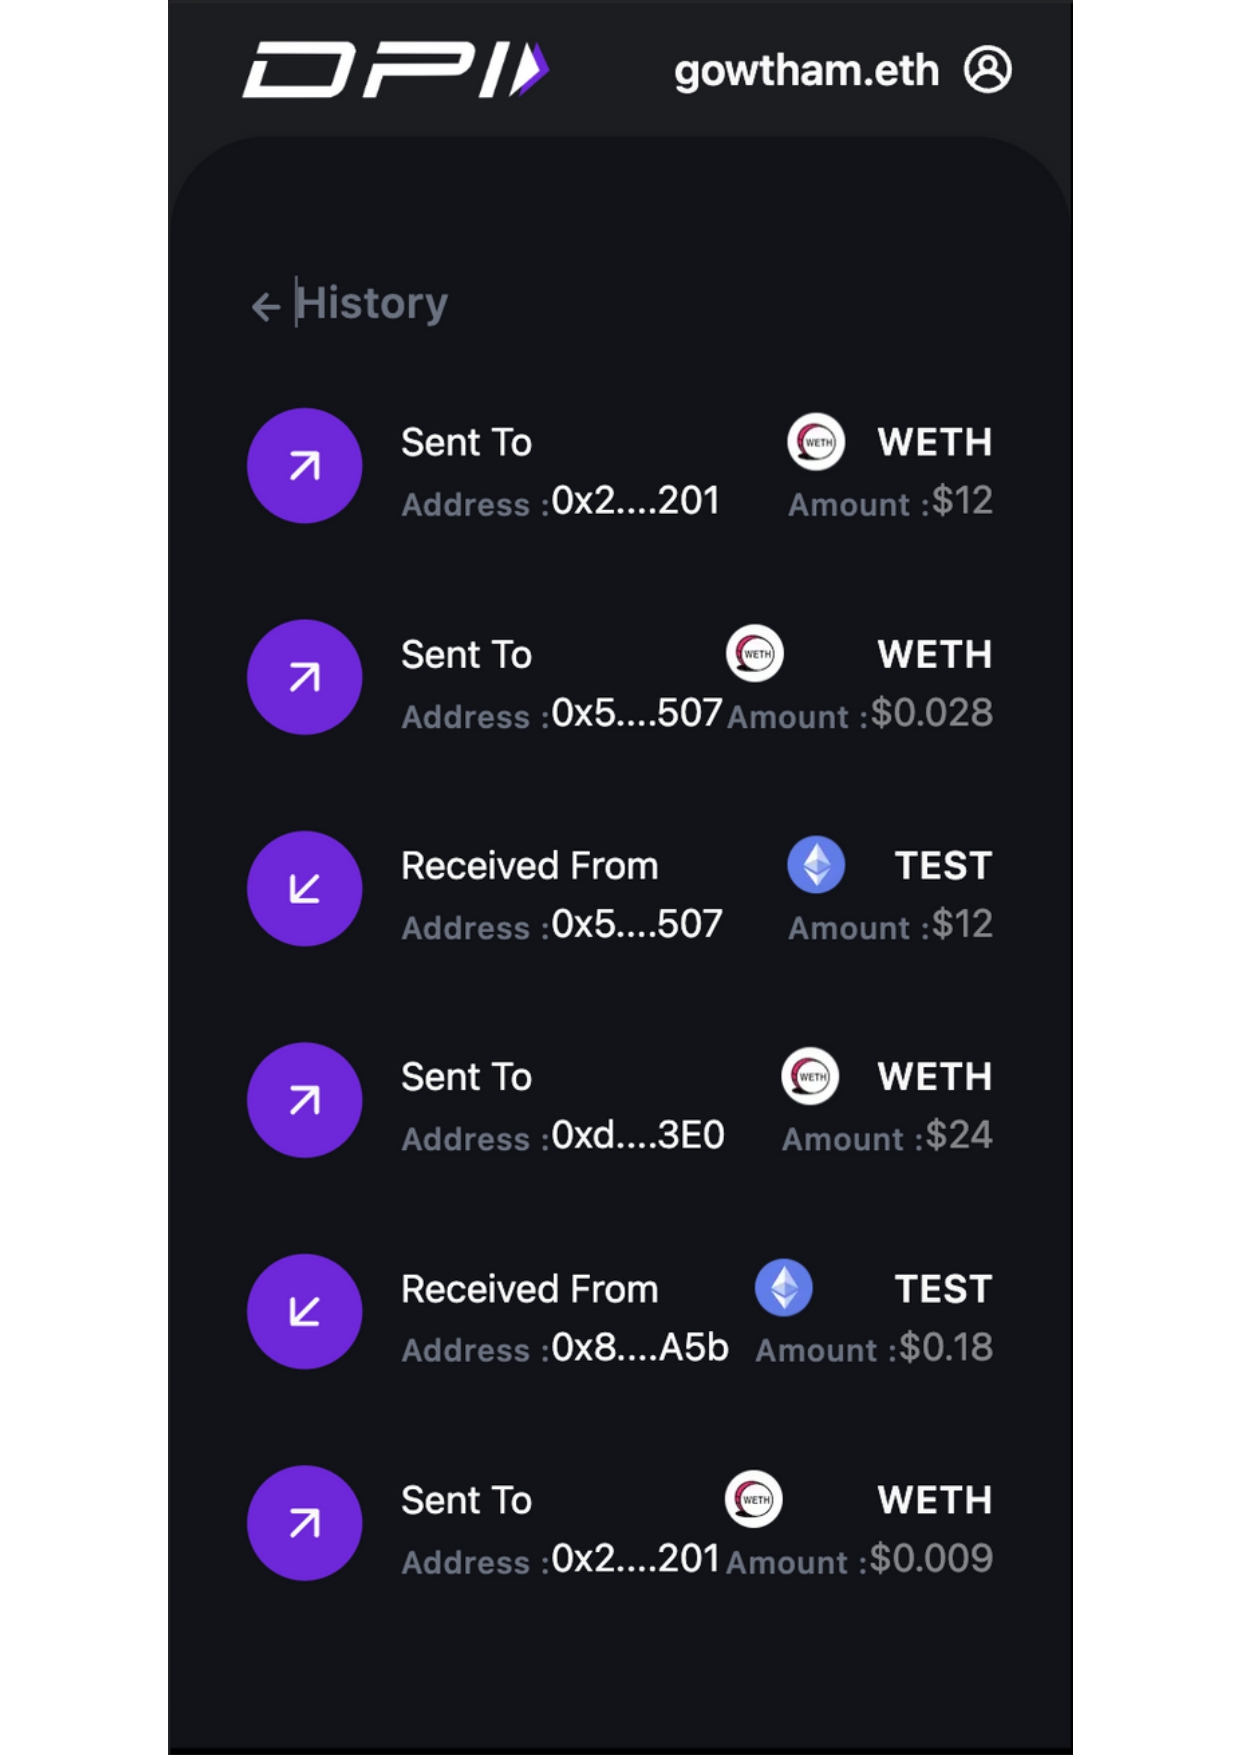 DPI gowtham.eth
← History
Sent To WETH WETH
Address :0x2....201 Amount :$12
Sent To WETH WETH
Address :0x5....507 Amount :$0.028
Received From TEST
Address :0x5....507 Amount :$12
Sent To WETH WETH
Address :0xd....3E0 Amount :$24
Received From TEST
Address :0x8....A5b Amount :$0.18
Sent To WETH WETH
Address :0x2....201 Amount :$0.009